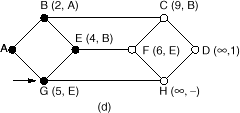 B (2, A)
C (9, B)
A
E (4, B)
F (6, E)
D (∞,1)
G (5, E)
H (∞, −)
(d)